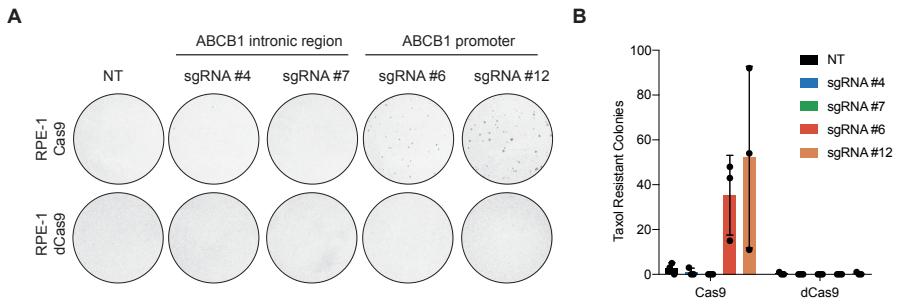 A
ABCB1 intronic region
ABCB1 promoter
NT
sgRNA #4
sgRNA #7
sgRNA #6
sgRNA #12
RPE-1
Cas9
RPE-1
dCas9
B
Taxol Resistant Colonies
100
80
60
40
20
0
Cas9
dCas9
NT
sgRNA #4
sgRNA #7
sgRNA #6
sgRNA #12